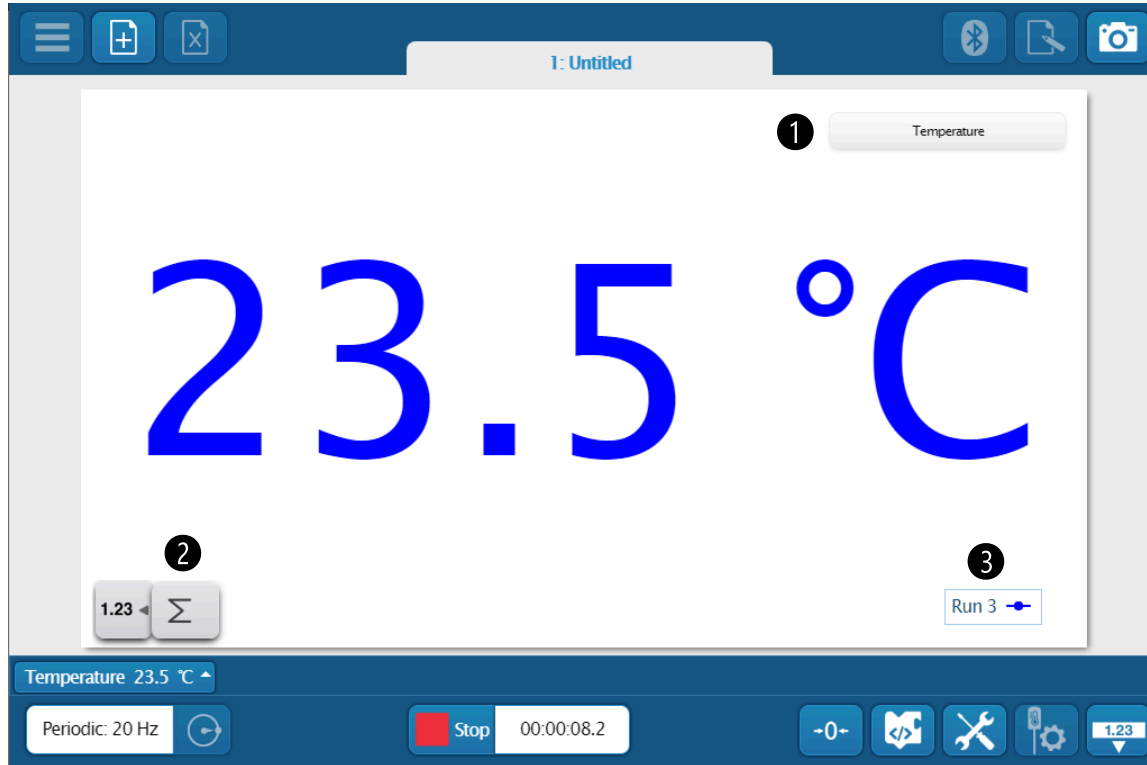 1: Untitled
1
Temperature
23.5 °C
2
3
1.23
Σ
Run 3
Temperature 23.5 °C
Periodic: 20 Hz
Stop
00:00:08.2
→0←
</>
1.23